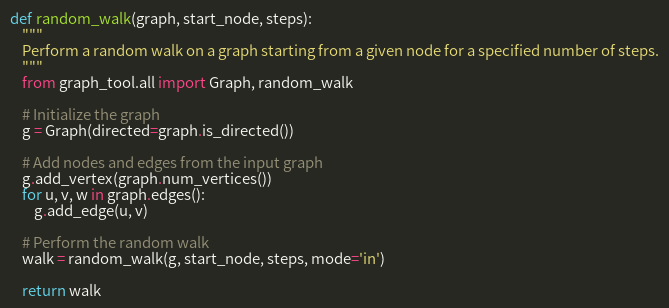 def random_walk(graph, start_node, steps):
"""
Perform a random walk on a graph starting from a given node for a specified number of steps.
"""
from graph_tool.all import Graph, random_walk
# Initialize the graph
g = Graph(directed=graph.is_directed())
# Add nodes and edges from the input graph
g.add_vertex(graph.num_vertices())
for u, v, w in graph.edges():
g.add_edge(u, v)
# Perform the random walk
walk = random_walk(g, start_node, steps, mode='in')
return walk